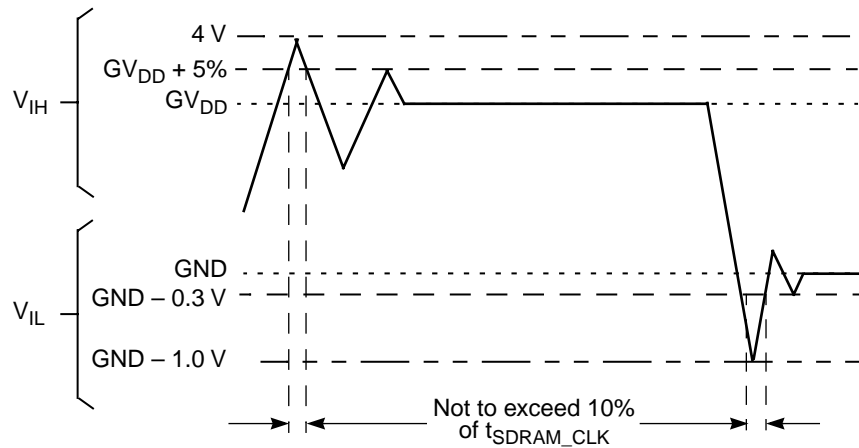 4 V
GV_DD + 5%
V_IH
GV_DD
GND
GND – 0.3 V
V_IL
GND – 1.0 V
Not to exceed 10%
of t_SDRAM_CLK